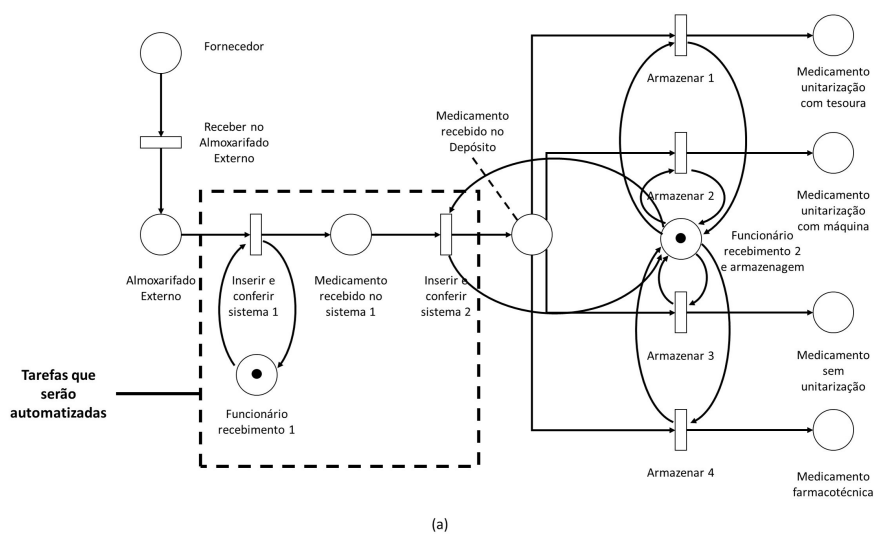 Fornecedor
Receber no
Almoxarifado
Externo
Almoxarifado
Externo
Inserir e
conferir
sistema 1
Medicamento
recebido no
sistema 1
Inserir e
conferir
sistema 2
Medicamento
recebido no
Depósito
Funcionário
recebimento 1
Tarefas que
serão
automatizadas
Armazenar 1
Medicamento
unitarização
com tesoura
Armazenar 2
Medicamento
unitarização
com máquina
Funcionário
recebimento 2
e armazenagem
Armazenar 3
Medicamento
sem
unitarização
Armazenar 4
Medicamento
farmacotécnica
(a)